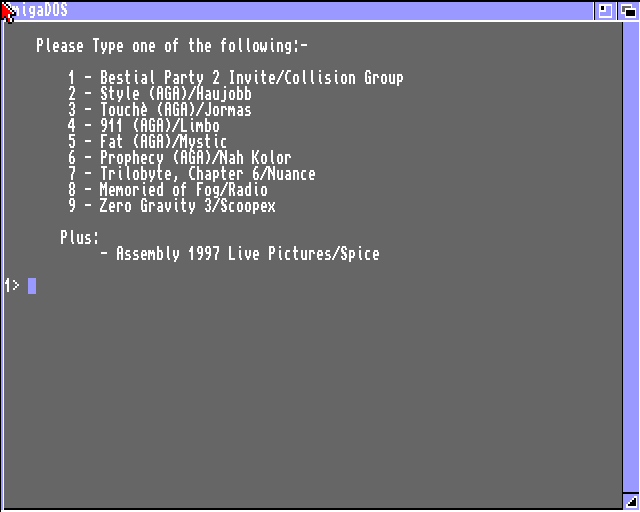 migaDOS
Please Type one of the following:-
1 - Bestial Party 2 Invite/Collision Group
2 - Style (AGA)/Haujobb
3 - Touchè (AGA)/Jormas
4 - 911 (AGA)/Limbo
5 - Fat (AGA)/Mystic
6 - Prophecy (AGA)/Nah Kolor
7 - Trilobyte, Chapter 6/Nuance
8 - Memoried of Fog/Radio
9 - Zero Gravity 3/Scoopex
Plus:
- Assembly 1997 Live Pictures/Spice
1>